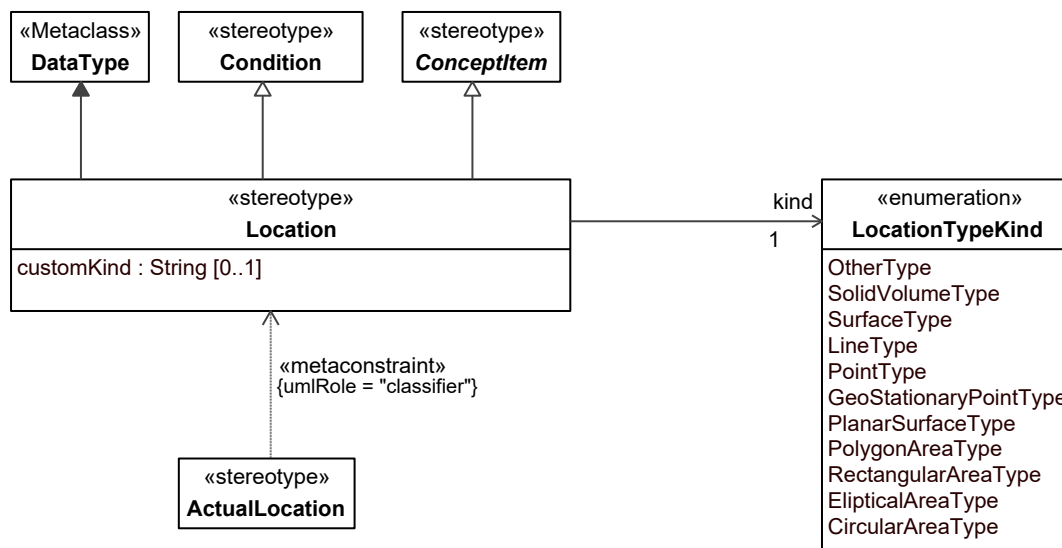 «Metaclass»
DataType
«stereotype»
Condition
«stereotype»
ConceptItem
«stereotype»
Location
customKind : String [0..1]
kind
1
«enumeration»
LocationTypeKind
OtherType
SolidVolumeType
SurfaceType
LineType
PointType
GeoStationaryPointType
PlanarSurfaceType
PolygonAreaType
RectangularAreaType
ElipticalAreaType
CircularAreaType
«metaconstraint»
{umlRole = "classifier"}
«stereotype»
ActualLocation